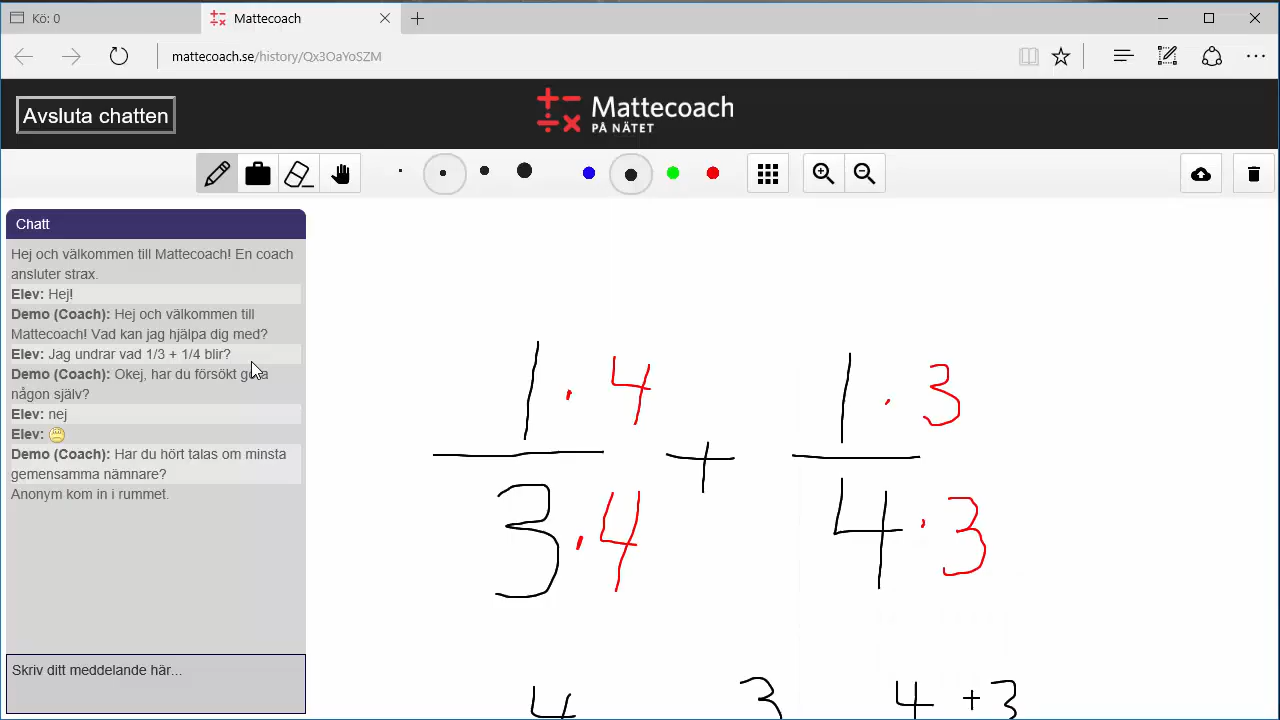 Kö: 0
Mattecoach
mattecoach.se/history/Qx3OaYoSZM
Avsluta chatten
Mattecoach
PÅ NÄTET
Chatt
Hej och välkommen till Mattecoach! En coach
ansluter strax.
Elev: Hej!
Demo (Coach): Hej och välkommen till
Mattecoach! Vad kan jag hjälpa dig med?
Elev: Jag undrar vad 1/3 + 1/4 blir?
Demo (Coach): Okej, har du försökt göra
någon själv?
Elev: nej
Elev:
Demo (Coach): Har du hört talas om minsta
gemensamma nämnare?
Anonym kom in i rummet.
Skriv ditt meddelande här...
1 · 4 1 · 3
+
3 · 4 4 · 3
4 3 4 + 3